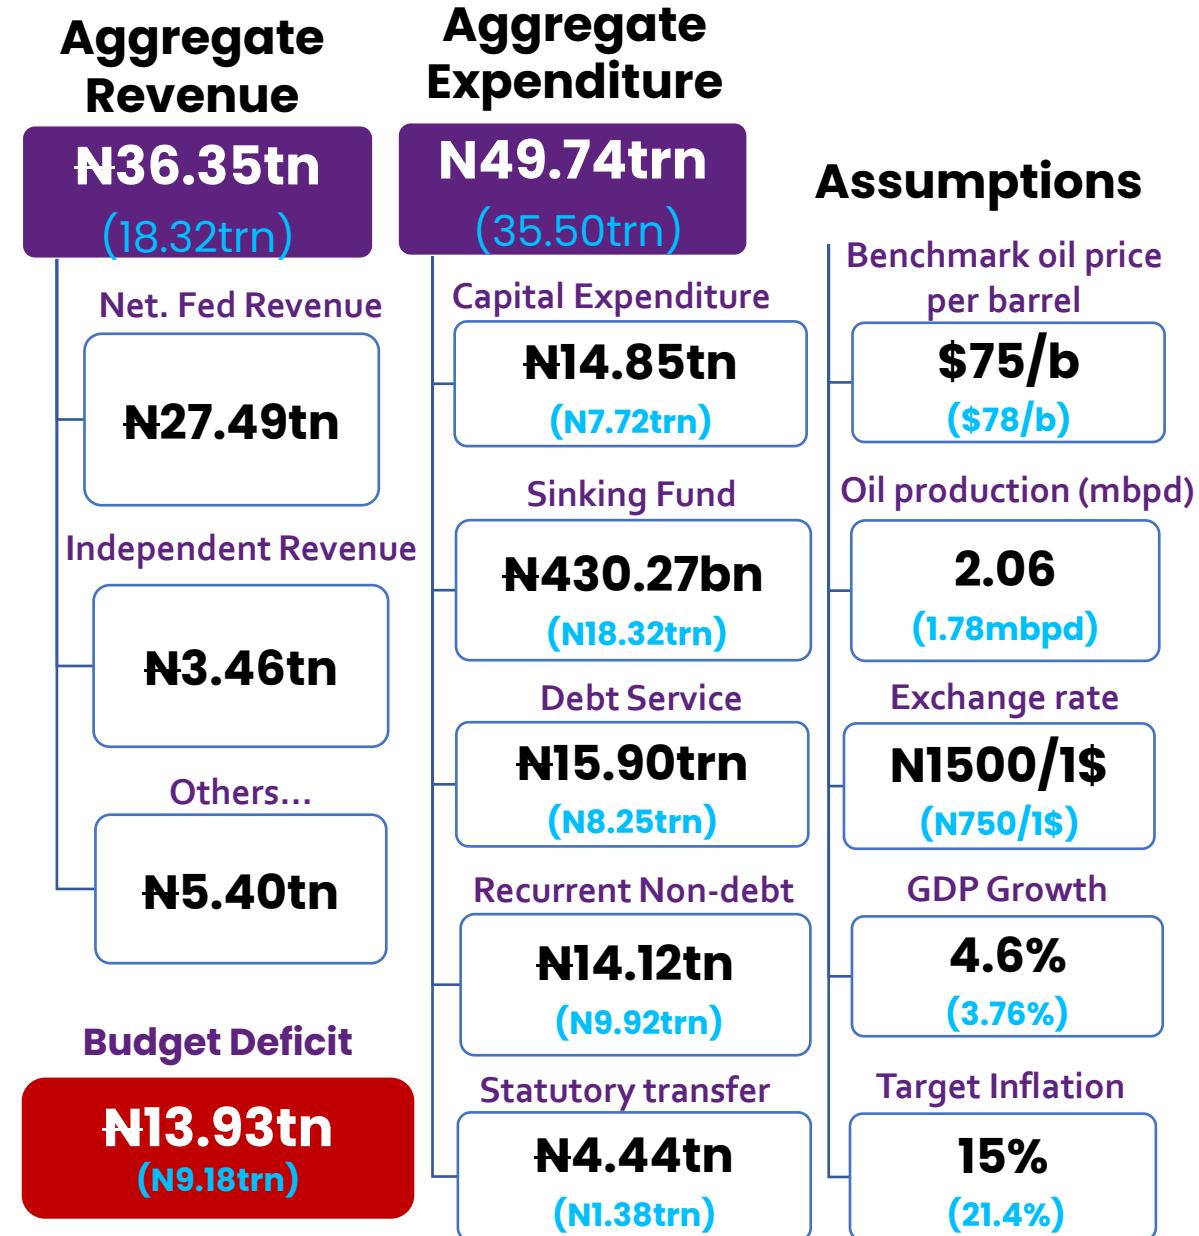 Aggregate
Revenue
₦36.35tn
(18.32trn)
Net. Fed Revenue
₦27.49tn
Independent Revenue
₦3.46tn
Others...
₦5.40tn
Budget Deficit
₦13.93tn
(N9.18trn)
Aggregate
Expenditure
N49.74trn
(35.50trn)
Capital Expenditure
₦14.85tn
(N7.72trn)
Sinking Fund
₦430.27bn
(N18.32trn)
Debt Service
₦15.90trn
(N8.25trn)
Recurrent Non-debt
₦14.12tn
(N9.92trn)
Statutory transfer
₦4.44tn
(N1.38trn)
Assumptions
Benchmark oil price
per barrel
$75/b
($78/b)
Oil production (mbpd)
2.06
(1.78mbpd)
Exchange rate
N1500/1$
(N750/1$)
GDP Growth
4.6%
(3.76%)
Target Inflation
15%
(21.4%)